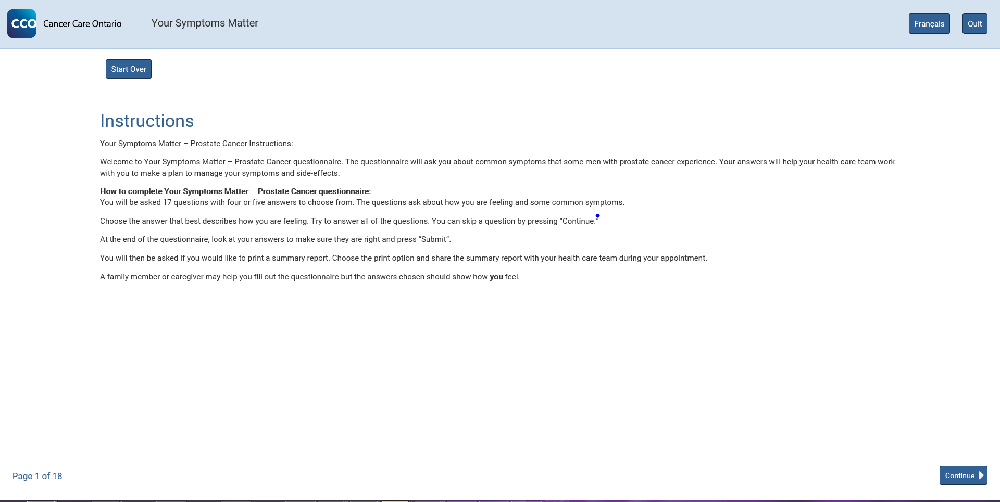 CCO Cancer Care Ontario
Your Symptoms Matter
Français
Quit
Start Over
Instructions
Your Symptoms Matter – Prostate Cancer Instructions:
Welcome to Your Symptoms Matter – Prostate Cancer questionnaire. The questionnaire will ask you about common symptoms that some men with prostate cancer experience. Your answers will help your health care team work
with you to make a plan to manage your symptoms and side-effects.
How to complete Your Symptoms Matter – Prostate Cancer questionnaire:
You will be asked 17 questions with four or five answers to choose from. The questions ask about how you are feeling and some common symptoms.
Choose the answer that best describes how you are feeling. Try to answer all of the questions. You can skip a question by pressing “Continue.”
At the end of the questionnaire, look at your answers to make sure they are right and press “Submit”.
You will then be asked if you would like to print a summary report. Choose the print option and share the summary report with your health care team during your appointment.
A family member or caregiver may help you fill out the questionnaire but the answers chosen should show how you feel.
Page 1 of 18
Continue